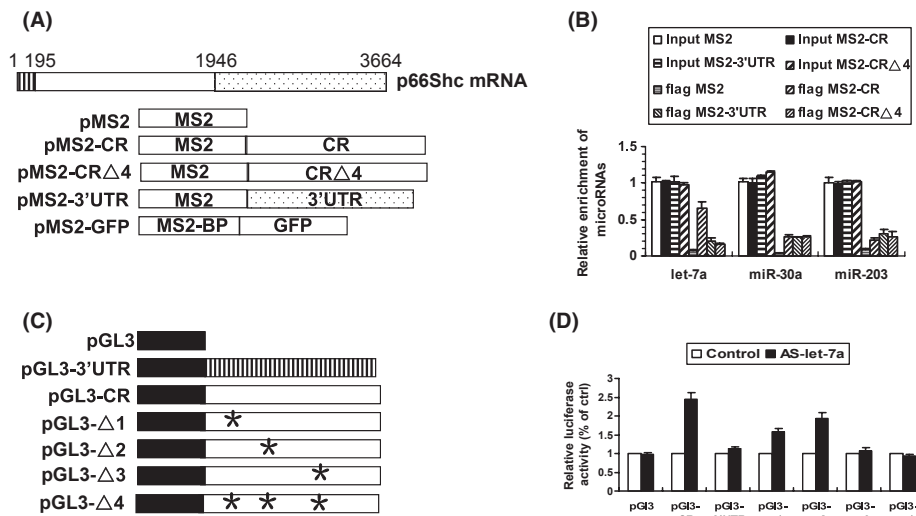 (A)
1 195 1946 3664
p66Shc mRNA
pMS2 MS2
pMS2-CR MS2 CR
pMS2-CR△4 MS2 CR△4
pMS2-3'UTR MS2 3'UTR
pMS2-GFP MS2-BP GFP
(B)
Input MS2 Input MS2-CR
Input MS2-3'UTR Input MS2-CR△4
flag MS2 flag MS2-CR
flag MS2-3'UTR flag MS2-CR△4
Relative enrichment of
microRNAs
1.5
1
0.5
0
let-7a miR-30a miR-203
(C)
pGL3
pGL3-3'UTR
pGL3-CR
pGL3-△1
pGL3-△2
pGL3-△3
pGL3-△4
(D)
Control AS-let-7a
Relative luciferase
activity (% of ctrl)
3
2.5
2
1.5
1
0.5
0
pGl3 pGl3- pGl3- pGl3- pGl3- pGl3- pGl3-